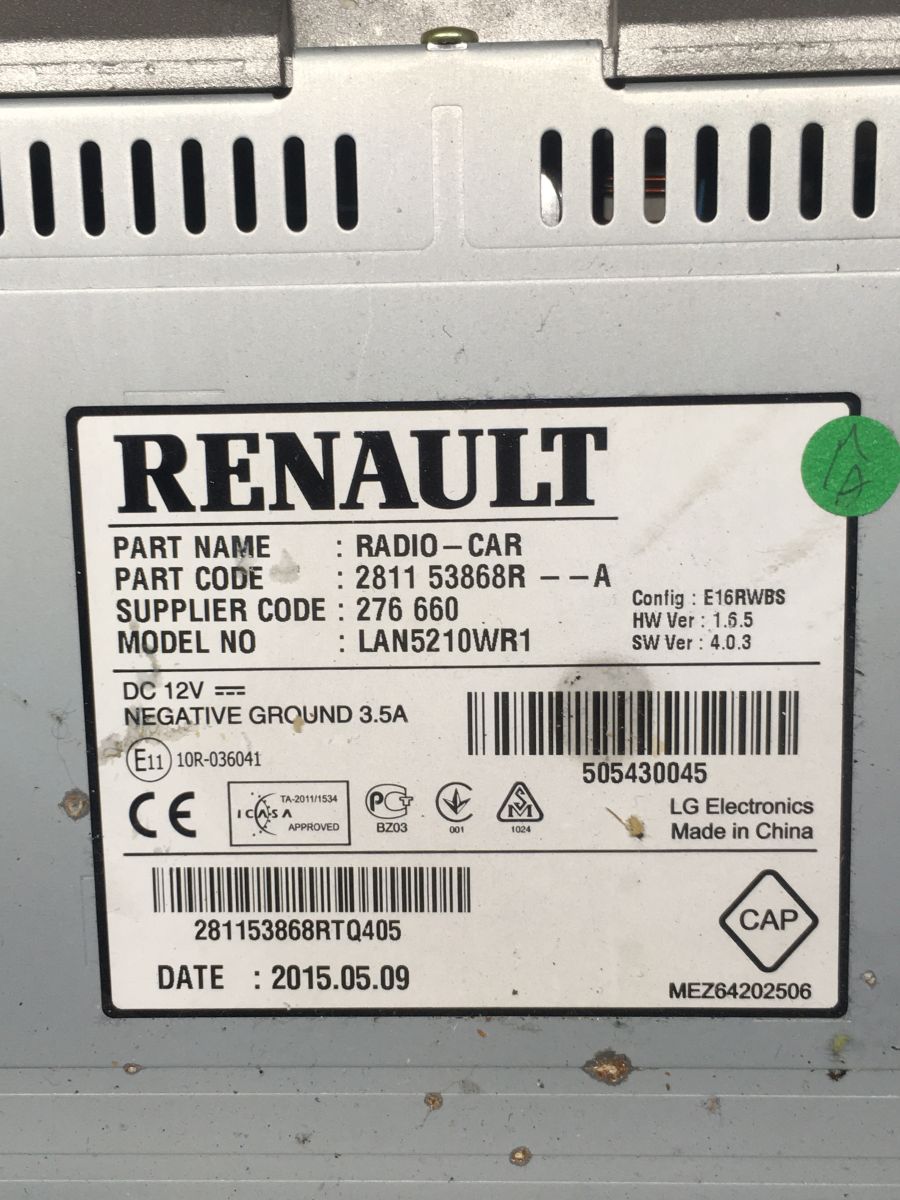 RENAULT
PART NAME : RADIO-CAR
PART CODE : 2811 53868R --A
SUPPLIER CODE : 276 660
MODEL NO : LAN5210WR1
Config : E16RWBS
HW Ver : 1.6.5
SW Ver : 4.0.3
DC 12V
NEGATIVE GROUND 3.5A
E11 10R-036041
505430045
CE
ICASA
TA-2011/1534
APPROVED
PCT
BZ03
001
1024
LG Electronics
Made in China
281153868RTQ405
CAP
DATE : 2015.05.09
MEZ64202506